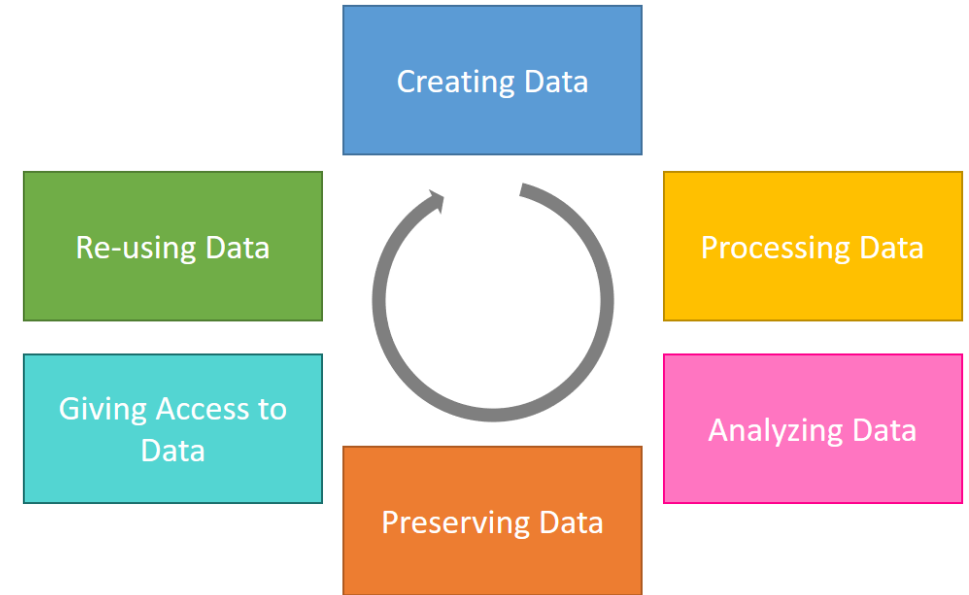 Creating Data
Re-using Data
Processing Data
Giving Access to
Data
Analyzing Data
Preserving Data